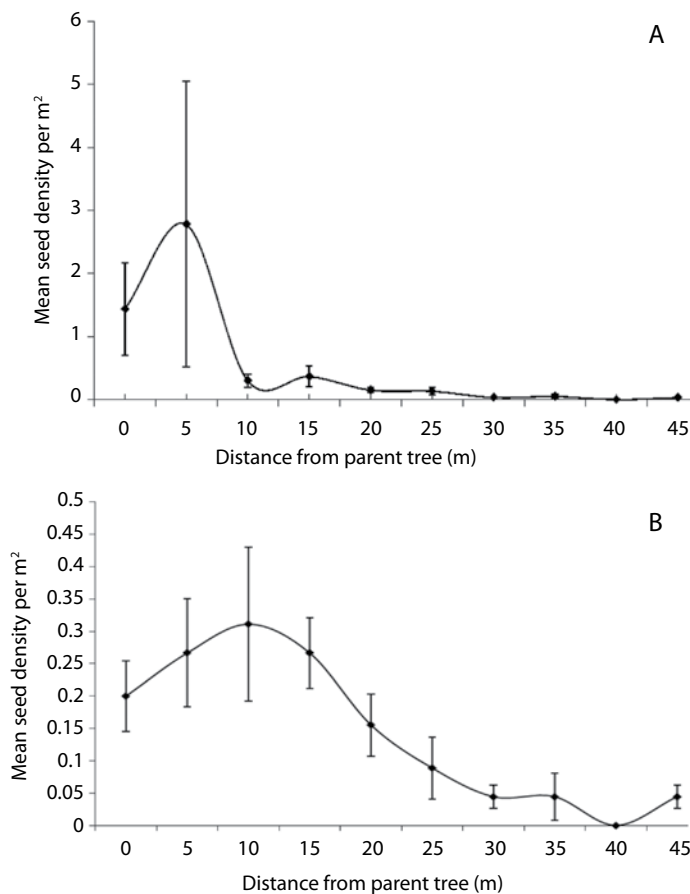 A
Mean seed density per m²
6
5
4
3
2
1
0
0 5 10 15 20 25 30 35 40 45
Distance from parent tree (m)
B
Mean seed density per m²
0.5
0.45
0.4
0.35
0.3
0.25
0.2
0.15
0.1
0.05
0
0 5 10 15 20 25 30 35 40 45
Distance from parent tree (m)